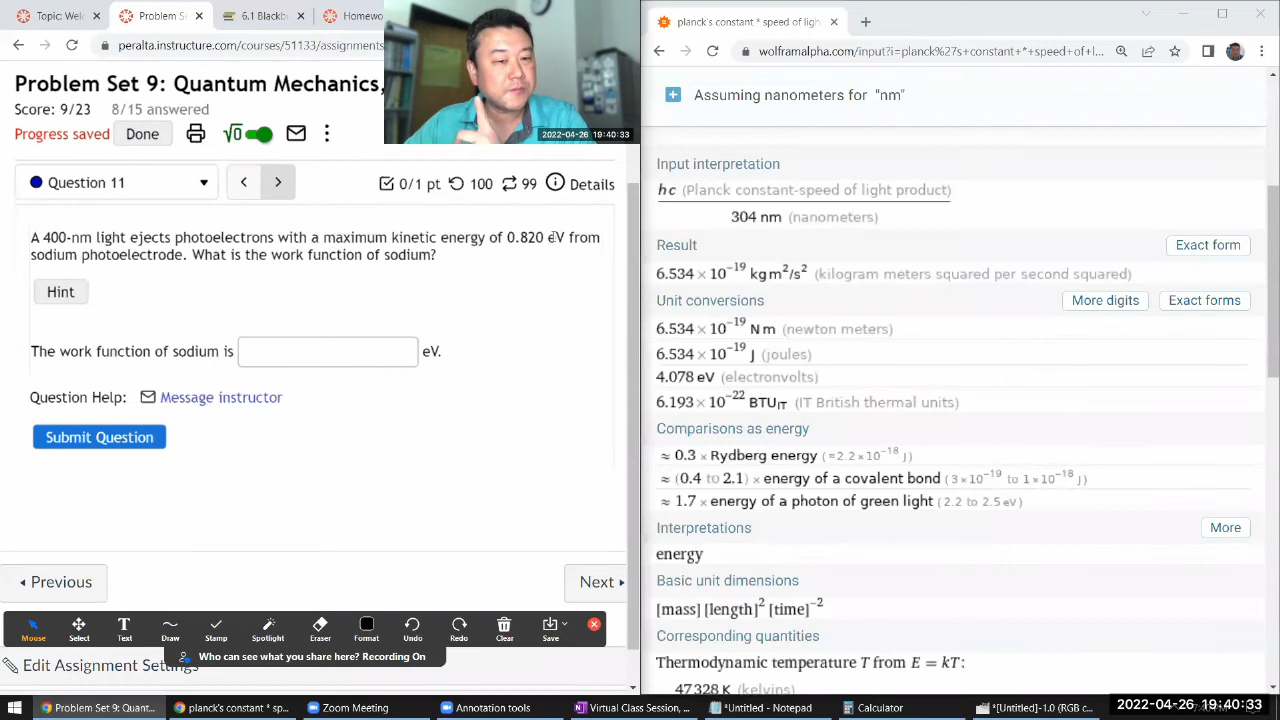 Topic Realiz
Problem Se
6.1 Blackbo
Homew
peralta.instructure.com/courses/51133/assignments
Problem Set 9: Quantum Mechanics,
Score: 9/23 8/15 answered
Progress saved Done √0
2022-04-26 19:40:33
Question 11
0/1 pt 100 99 Details
A 400-nm light ejects photoelectrons with a maximum kinetic energy of 0.820 eV from
sodium photoelectrode. What is the work function of sodium?
Hint
The work function of sodium is eV.
Question Help: Message instructor
Submit Question
Previous
Next
Mouse Select Text Draw Stamp Spotlight Eraser Format Undo Redo Clear Save
Who can see what you share here? Recording On
Edit Assignment Settings
planck's constant * speed of ligh
wolframalpha.com/input?i=planck%27s+constant+*+speed+of+l...
Assuming nanometers for "nm"
Input interpretation
hc (Planck constant-speed of light product)
304 nm (nanometers)
Result Exact form
6.534 × 10⁻¹⁹ kg m²/s² (kilogram meters squared per second squared)
Unit conversions More digits Exact forms
6.534 × 10⁻¹⁹ N m (newton meters)
6.534 × 10⁻¹⁹ J (joules)
4.078 eV (electronvolts)
6.193 × 10⁻²² BTU_IT (IT British thermal units)
Comparisons as energy
≈ 0.3 × Rydberg energy (≈ 2.2 × 10⁻¹⁸ J)
≈ (0.4 to 2.1) × energy of a covalent bond (3 × 10⁻¹⁹ to 1 × 10⁻¹⁸ J)
≈ 1.7 × energy of a photon of green light (2.2 to 2.5 eV)
Interpretations More
energy
Basic unit dimensions
[mass] [length]² [time]⁻²
Corresponding quantities
Thermodynamic temperature T from E = kT:
47328 K (kelvins)
Problem Set 9: Quant...
planck's constant * sp...
Zoom Meeting
Annotation tools
Virtual Class Session, ...
*Untitled - Notepad
Calculator
*[Untitled]-1.0 (RGB c...
2022-04-26 19:40:33